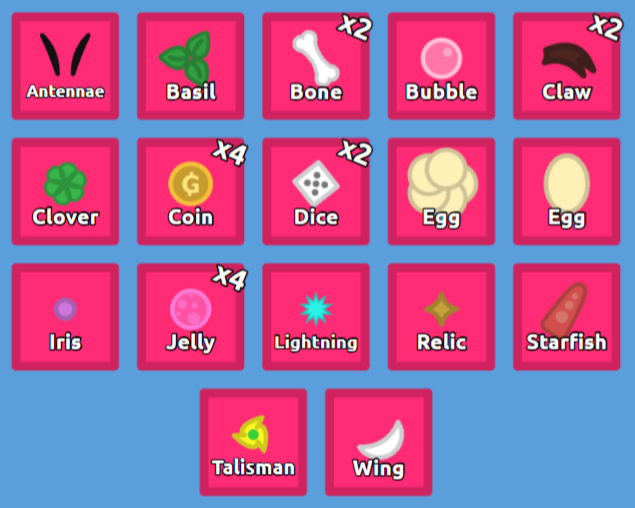 Antennae
Basil
x2
Bone
Bubble
x2
Claw
Clover
x4
G
Coin
x2
Dice
Egg
Egg
Iris
x4
Jelly
Lightning
Relic
Starfish
Talisman
Wing